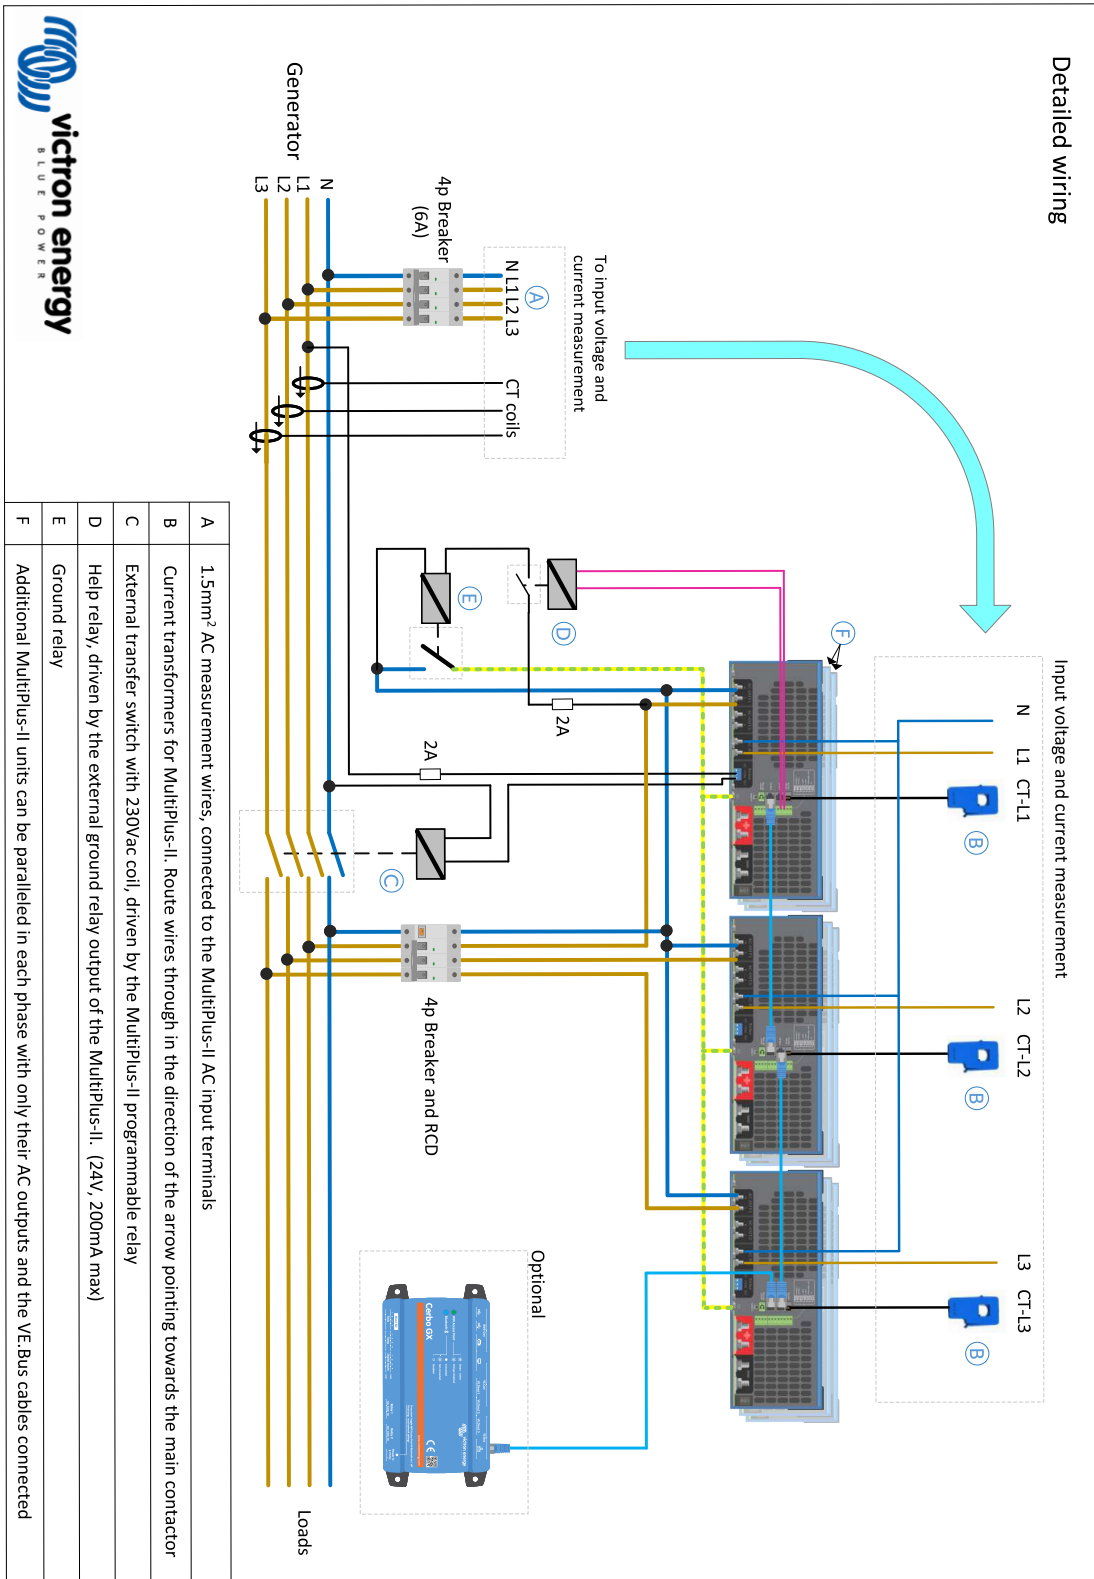 Detailed wiring
Input voltage and current measurement
N
L1
CT-L1
B
L2
CT-L2
B
L3
CT-L3
B
F
To input voltage and
current measurement
A
N L1 L2 L3
CT coils
4p Breaker
(6A)
D
E
2A
2A
C
4p Breaker and RCD
Optional
Cerbo GX
victron energy
CE
Generator
N
L1
L2
L3
Loads
A 1.5mm² AC measurement wires, connected to the MultiPlus-II AC input terminals
B Current transformers for MultiPlus-II. Route wires through in the direction of the arrow pointing towards the main contactor
C External transfer switch with 230Vac coil, driven by the MultiPlus-II programmable relay
D Help relay, driven by the external ground relay output of the MultiPlus-II. (24V, 200mA max)
E Ground relay
F Additional MultiPlus-II units can be paralleled in each phase with only their AC outputs and the VE.Bus cables connected
victron energy
BLUE POWER